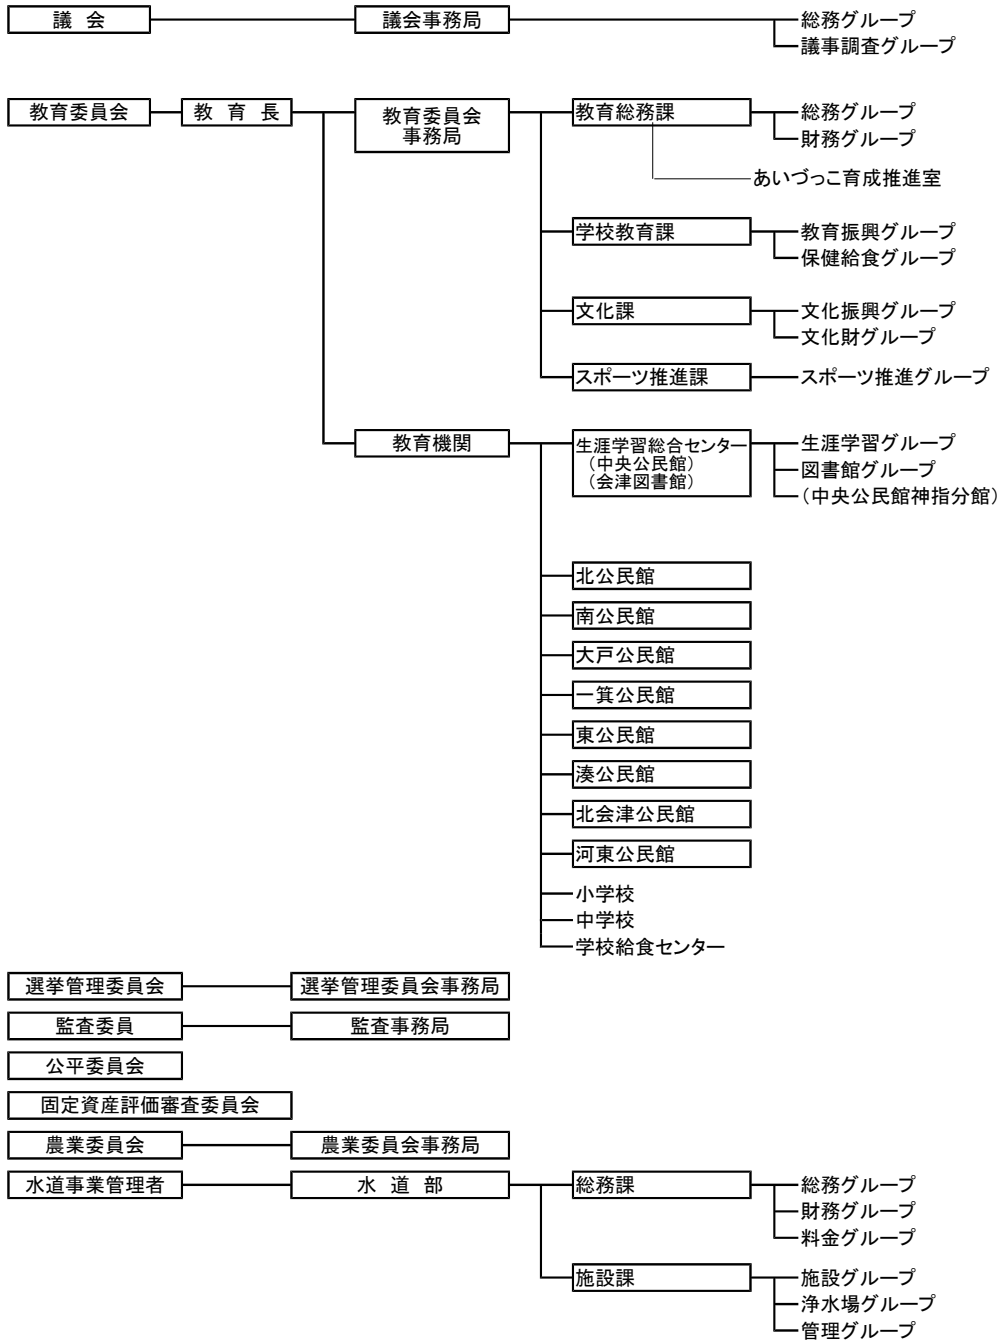 議 会 議会事務局 総務グループ
議事調査グループ
教育委員会 教 育 長 教育委員会 教育総務課 総務グループ
事務局 財務グループ
あいづっこ育成推進室
学校教育課 教育振興グループ
保健給食グループ
文化課 文化振興グループ
文化財グループ
スポーツ推進課 スポーツ推進グループ
教育機関 生涯学習総合センター 生涯学習グループ
（中央公民館） 図書館グループ
（会津図書館） （中央公民館神指分館）
北公民館
南公民館
大戸公民館
一箕公民館
東公民館
湊公民館
北会津公民館
河東公民館
小学校
中学校
学校給食センター
選挙管理委員会 選挙管理委員会事務局
監査委員 監査事務局
公平委員会
固定資産評価審査委員会
農業委員会 農業委員会事務局
水道事業管理者 水 道 部 総務課 総務グループ
財務グループ
料金グループ
施設課 施設グループ
浄水場グループ
管理グループ